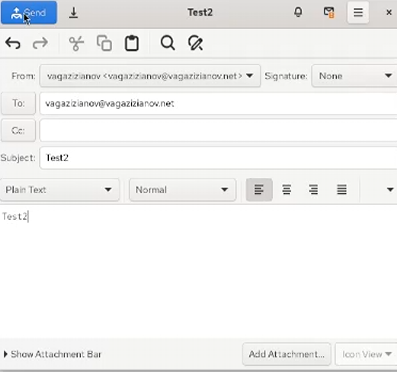 Send Test2
From: vagazizianov <vagazizianov@vagazizianov.net> Signature: None
To: vagazizianov@vagazizianov.net
Cc:
Subject: Test2
Plain Text Normal
Test2
Show Attachment Bar Add Attachment... Icon View